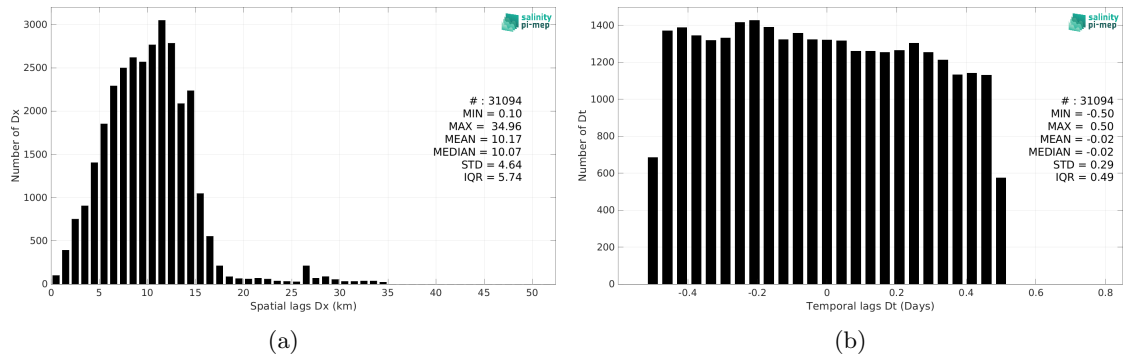 salinity
pi-mep
3000
2500
2000
1500
1000
500
0
Number of Dx
# : 31094
MIN = 0.10
MAX = 34.96
MEAN = 10.17
MEDIAN = 10.07
STD = 4.64
IQR = 5.74
0 5 10 15 20 25 30 35 40 45 50
Spatial lags Dx (km)
(a)
salinity
pi-mep
1400
1200
1000
800
600
400
200
0
Number of Dt
# : 31094
MIN = -0.50
MAX = 0.50
MEAN = -0.02
MEDIAN = -0.02
STD = 0.29
IQR = 0.49
-0.4 -0.2 0 0.2 0.4 0.6 0.8
Temporal lags Dt (Days)
(b)